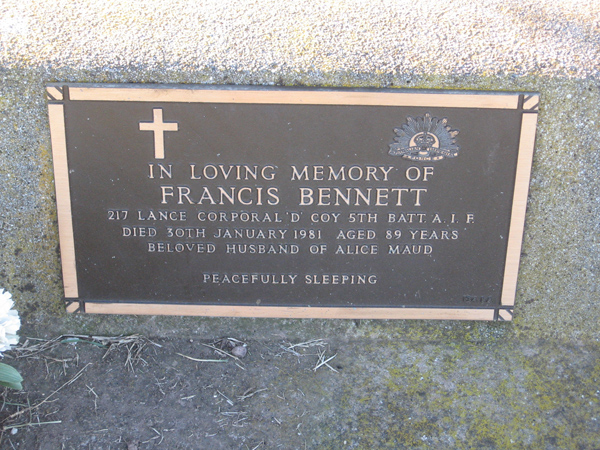 IN LOVING MEMORY OF
FRANCIS BENNETT
217 LANCE CORPORAL 'D' COY 5TH BATT. A. I. F.
DIED 30TH JANUARY 1981 AGED 89 YEARS
BELOVED HUSBAND OF ALICE MAUD
PEACEFULLY SLEEPING